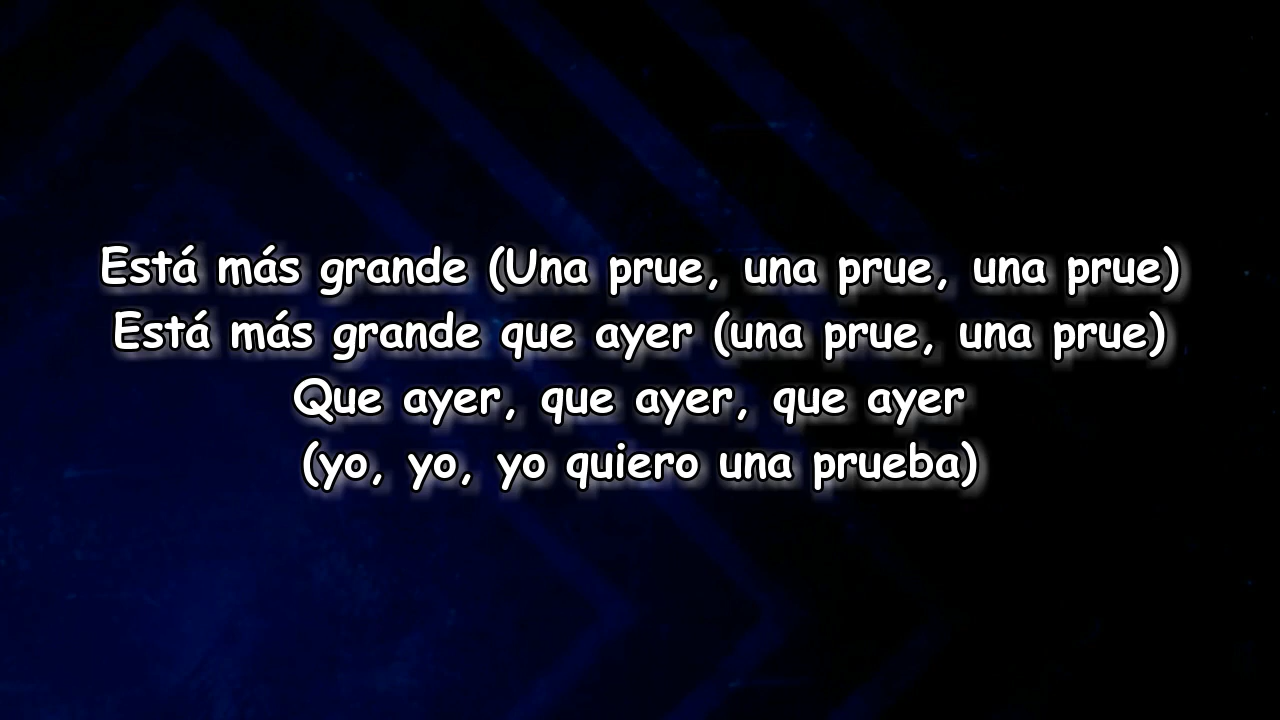 Está más grande (Una prue, una prue, una prue)
Está más grande que ayer (una prue, una prue)
Que ayer, que ayer, que ayer
(yo, yo, yo quiero una prueba)